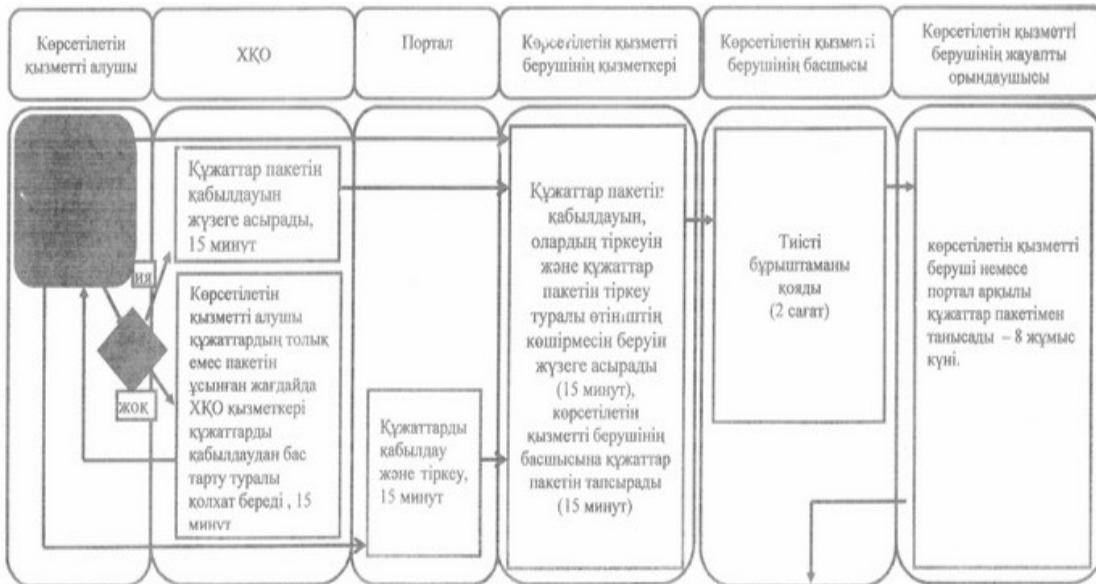 Көрсетілетін
қызметті алушы
ХҚО
Портал
Көрсетілетін қызметті
берушінің қызметкері
Көрсетілетін қызметті
берушінің басшысы
Көрсетілетін қызметті
берушінің жауапты
орындаушысы
Құжаттар пакетін
қабылдауын
жүзеге асырады,
15 минут
ия
Көрсетілетін
қызметті алушы
құжаттардың толық
емес пакетін
ұсынған жағдайда
ХҚО қызметкері
құжаттарды
қабылдаудан бас
тарту туралы
қолхат береді , 15
минут
жоқ
Құжаттарды
қабылдау
және тіркеу,
15 минут
Құжаттар пакетін
қабылдауын,
олардың тіркеуін
және құжаттар
пакетін тіркеу
туралы өтініштің
көшірмесін беруін
жүзеге асырады
(15 минут),
көрсетілетін
қызметті берушінің
басшысына құжаттар
пакетін тапсырады
(15 минут)
Тиісті
бұрыштаманы
қояды
(2 сағат)
көрсетілетін қызметті
беруші немесе
портал арқылы
құжаттар пакетімен
танысады – 8 жұмыс
күні.